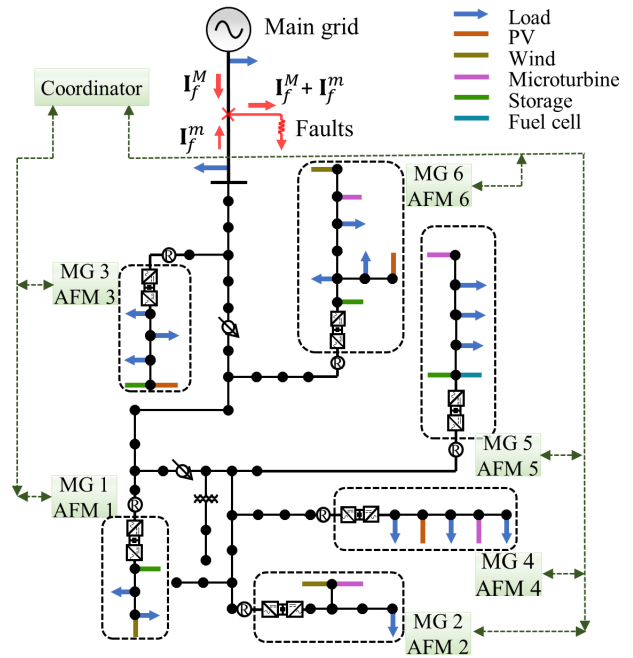 Main grid
Load
PV
Wind
Microturbine
Storage
Fuel cell
Coordinator
I_f^M
I_f^M + I_f^m
I_f^m
Faults
MG 6
AFM 6
MG 3
AFM 3
R
R
MG 5
AFM 5
R
MG 1
AFM 1
R
R
MG 4
AFM 4
R
MG 2
AFM 2